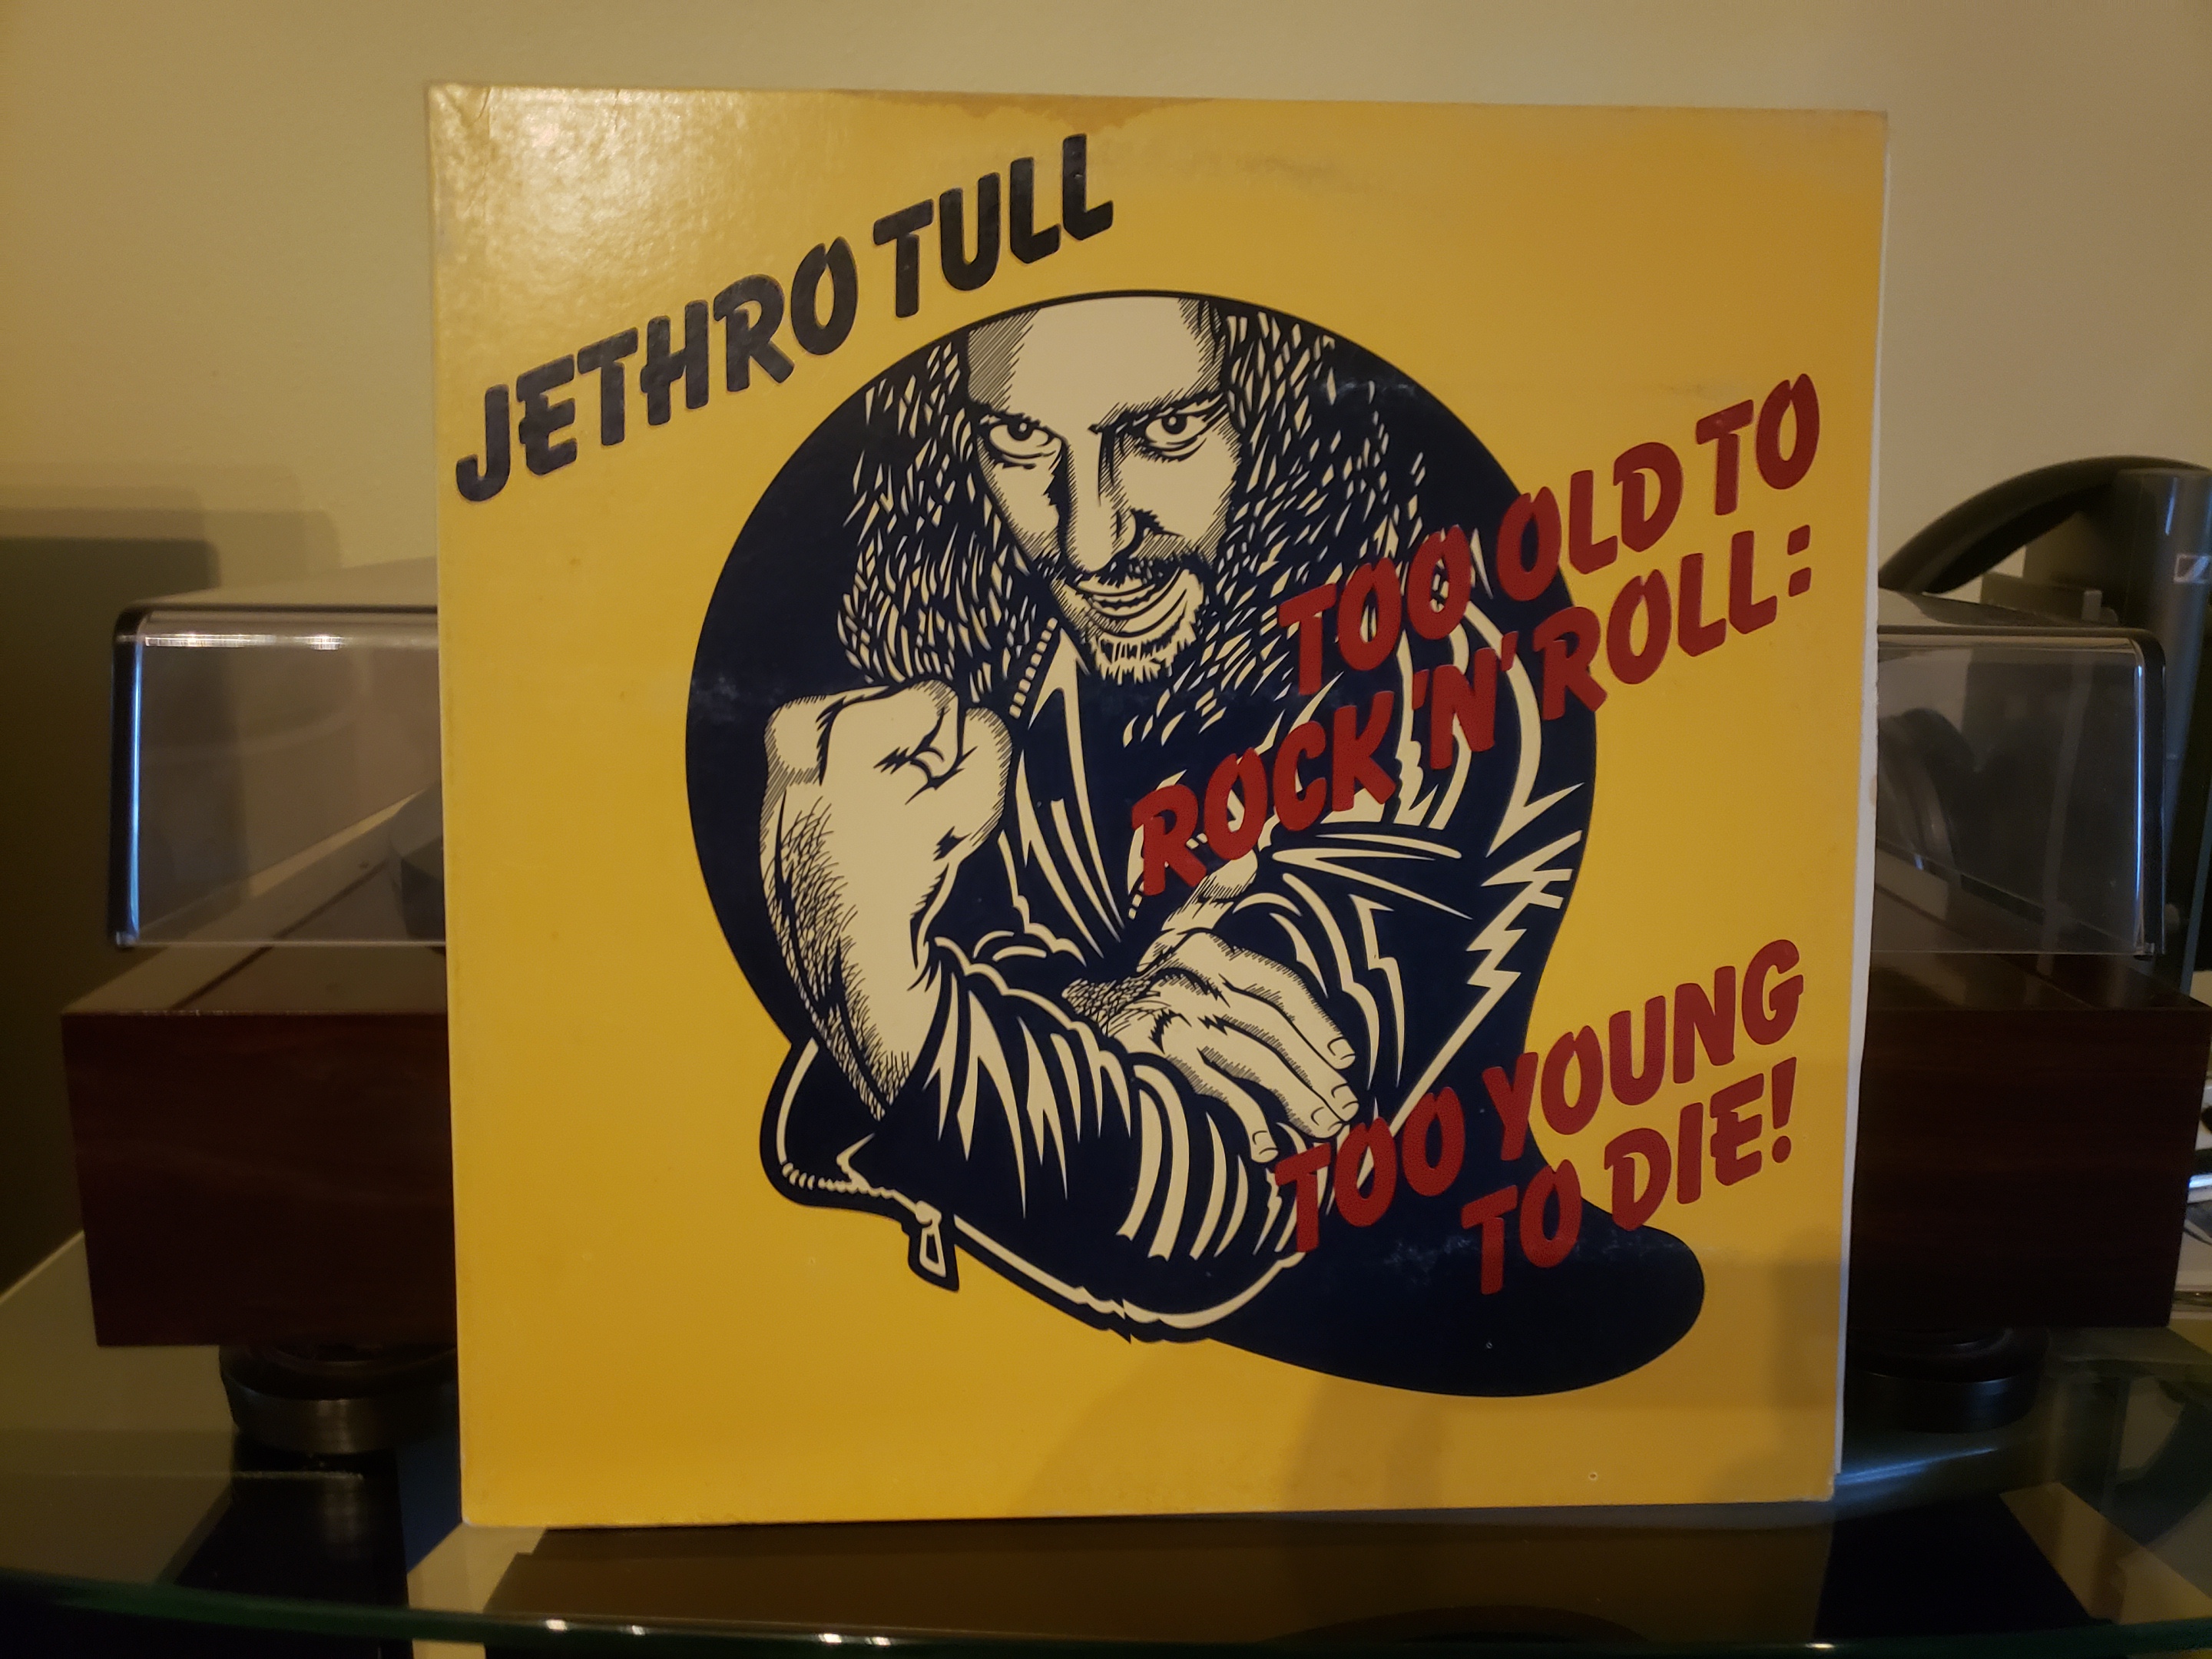 JETHRO TULL
TOO OLD TO
ROCK 'N' ROLL:
TOO YOUNG
TO DIE!